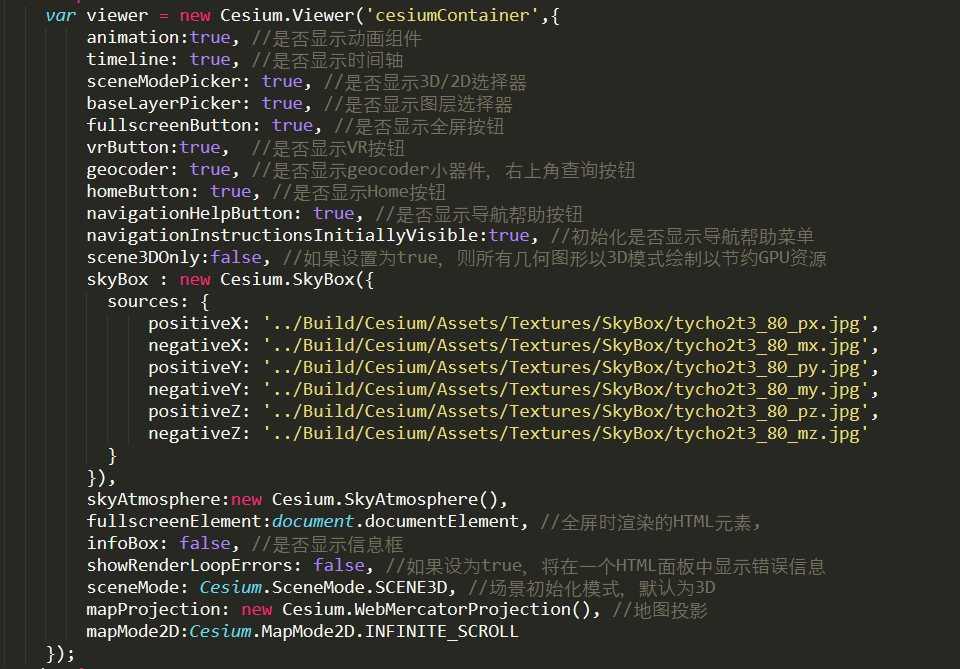 var viewer = new Cesium.Viewer('cesiumContainer',{
animation:true, //是否显示动画组件
timeline: true, //是否显示时间轴
sceneModePicker: true, //是否显示3D/2D选择器
baseLayerPicker: true, //是否显示图层选择器
fullscreenButton: true, //是否显示全屏按钮
vrButton:true,  //是否显示VR按钮
geocoder: true, //是否显示geocoder小器件，右上角查询按钮
homeButton: true, //是否显示Home按钮
navigationHelpButton: true, //是否显示导航帮助按钮
navigationInstructionsInitiallyVisible:true, //初始化是否显示导航帮助菜单
scene3DOnly:false, //如果设置为true，则所有几何图形以3D模式绘制以节约GPU资源
skyBox : new Cesium.SkyBox({
sources: {
positiveX: '../Build/Cesium/Assets/Textures/SkyBox/tycho2t3_80_px.jpg',
negativeX: '../Build/Cesium/Assets/Textures/SkyBox/tycho2t3_80_mx.jpg',
positiveY: '../Build/Cesium/Assets/Textures/SkyBox/tycho2t3_80_py.jpg',
negativeY: '../Build/Cesium/Assets/Textures/SkyBox/tycho2t3_80_my.jpg',
positiveZ: '../Build/Cesium/Assets/Textures/SkyBox/tycho2t3_80_pz.jpg',
negativeZ: '../Build/Cesium/Assets/Textures/SkyBox/tycho2t3_80_mz.jpg'
}
}),
skyAtmosphere:new Cesium.SkyAtmosphere(),
fullscreenElement:document.documentElement, //全屏时渲染的HTML元素，
infoBox: false, //是否显示信息框
showRenderLoopErrors: false, //如果设为true，将在一个HTML面板中显示错误信息
sceneMode: Cesium.SceneMode.SCENE3D, //场景初始化模式，默认为3D
mapProjection: new Cesium.WebMercatorProjection(), //地图投影
mapMode2D:Cesium.MapMode2D.INFINITE_SCROLL
});